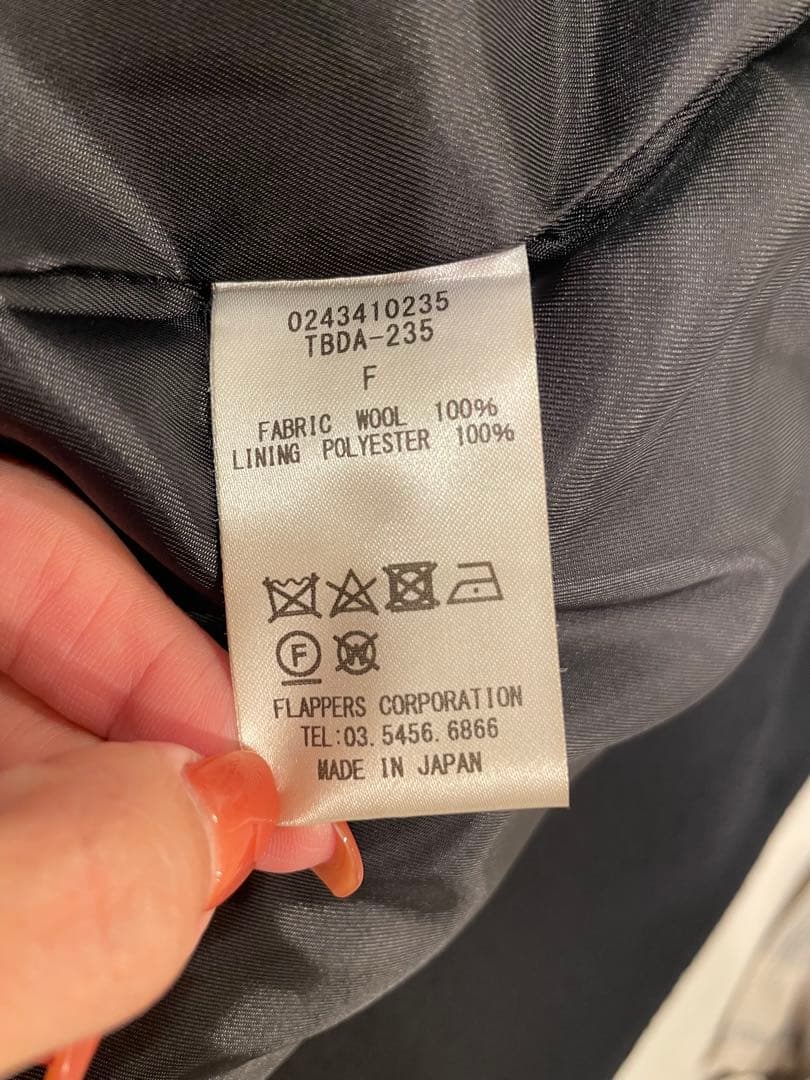 0243410235
TBDA-235
F
FABRIC WOOL 100%
LINING POLYESTER 100%
F W
FLAPPERS CORPORATION
TEL:03.5456.6866
MADE IN JAPAN